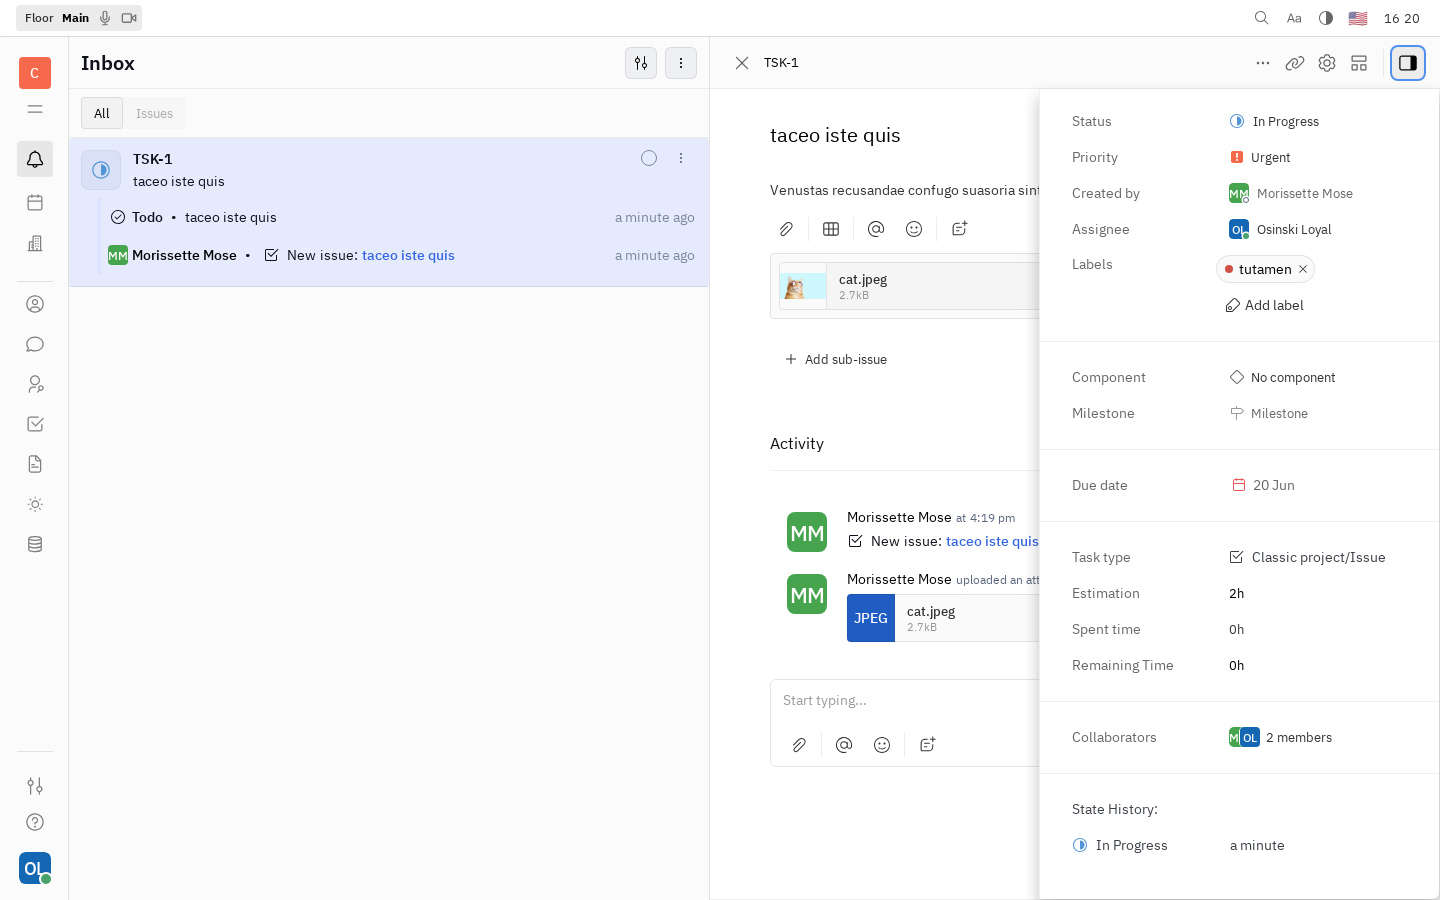 Floor Main
Aa
16 20
C
Inbox
All
Issues
TSK-1
taceo iste quis
Todo • taceo iste quis
a minute ago
MM Morissette Mose • New issue: taceo iste quis
a minute ago
OL
TSK-1
taceo iste quis
Venustas recusandae confugo suasoria
cat.jpeg
2.7kB
Add sub-issue
Activity
MM
Morissette Mose at 4:19 pm
New issue: taceo iste quis
MM
Morissette Mose uploaded an
JPEG
cat.jpeg
2.7kB
Start typing...
Status
In Progress
Priority
Urgent
Created by
MM Morissette Mose
Assignee
OL Osinski Loyal
Labels
tutamen
Add label
Component
No component
Milestone
Milestone
Due date
20 Jun
Task type
Classic project/Issue
Estimation
2h
Spent time
0h
Remaining Time
0h
Collaborators
OL 2 members
State History:
In Progress
a minute